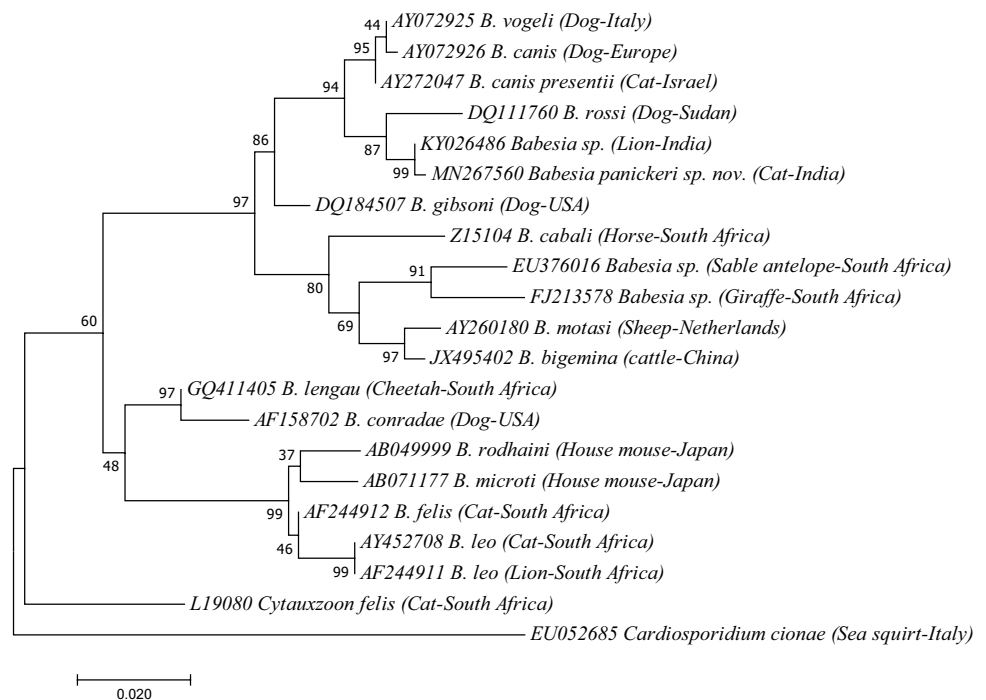 44
AY072925 B. vogeli (Dog-Italy)
95
AY072926 B. canis (Dog-Europe)
AY272047 B. canis presentii (Cat-Israel)
94
DQ111760 B. rossi (Dog-Sudan)
86
87
KY026486 Babesia sp. (Lion-India)
99
MN267560 Babesia panickeri sp. nov. (Cat-India)
97
DQ184507 B. gibsoni (Dog-USA)
Z15104 B. cabali (Horse-South Africa)
91
EU376016 Babesia sp. (Sable antelope-South Africa)
80
FJ213578 Babesia sp. (Giraffe-South Africa)
69
AY260180 B. motasi (Sheep-Netherlands)
60
97
JX495402 B. bigemina (cattle-China)
97
GQ411405 B. lengau (Cheetah-South Africa)
AF158702 B. conradae (Dog-USA)
48
37
AB049999 B. rodhaini (House mouse-Japan)
AB071177 B. microti (House mouse-Japan)
99
AF244912 B. felis (Cat-South Africa)
46
AY452708 B. leo (Cat-South Africa)
99
AF244911 B. leo (Lion-South Africa)
L19080 Cytauxzoon felis (Cat-South Africa)
EU052685 Cardiosporidium cionae (Sea squirt-Italy)
0.020